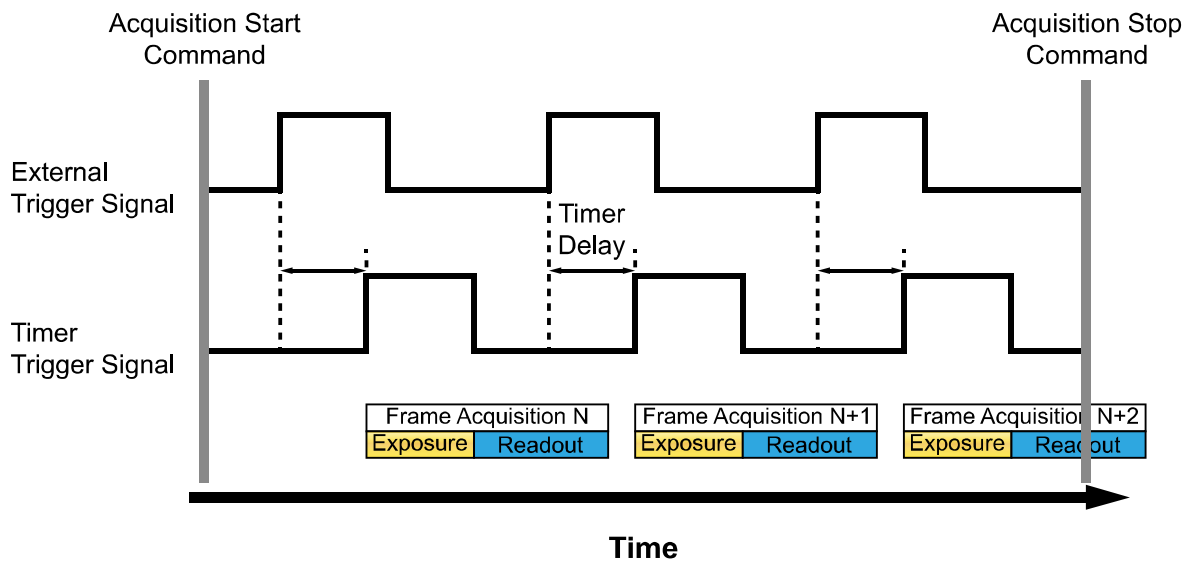 Acquisition Start
Command
Acquisition Stop
Command
External
Trigger Signal
Timer
Delay
Timer
Trigger Signal
Frame Acquisition N
Frame Acquisition N+1
Frame Acquisition N+2
Exposure
Readout
Exposure
Readout
Exposure
Readout
Time